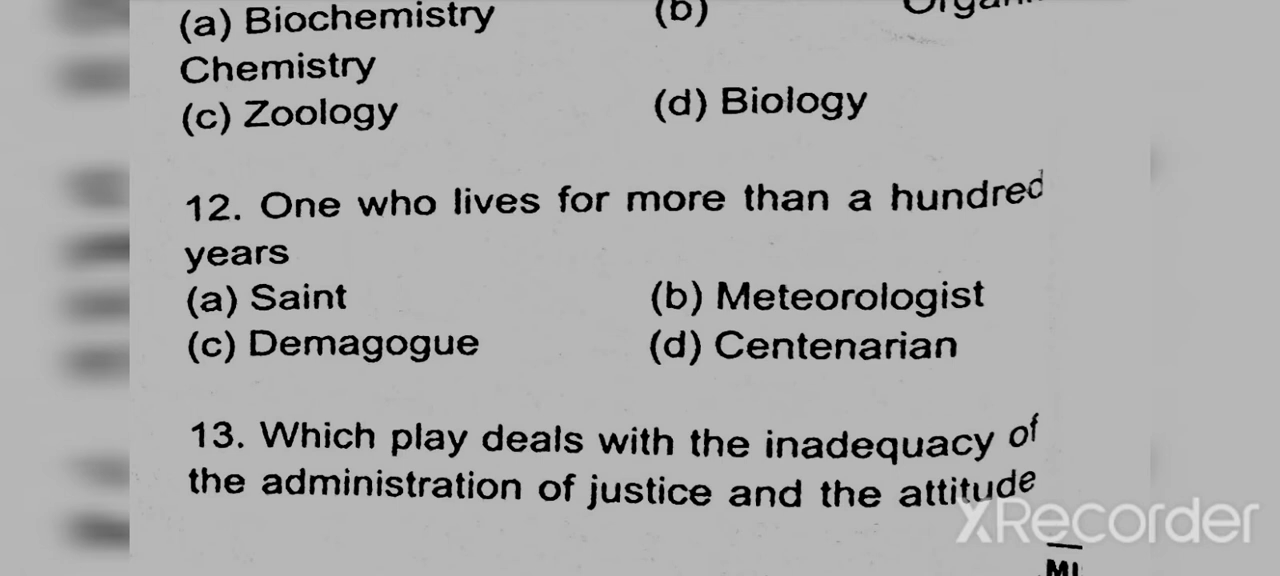 (a) Biochemistry (b)
Chemistry
(c) Zoology (d) Biology
12. One who lives for more than a hundred
years
(a) Saint (b) Meteorologist
(c) Demagogue (d) Centenarian
13. Which play deals with the inadequacy of
the administration of justice and the attitude
XRecorder